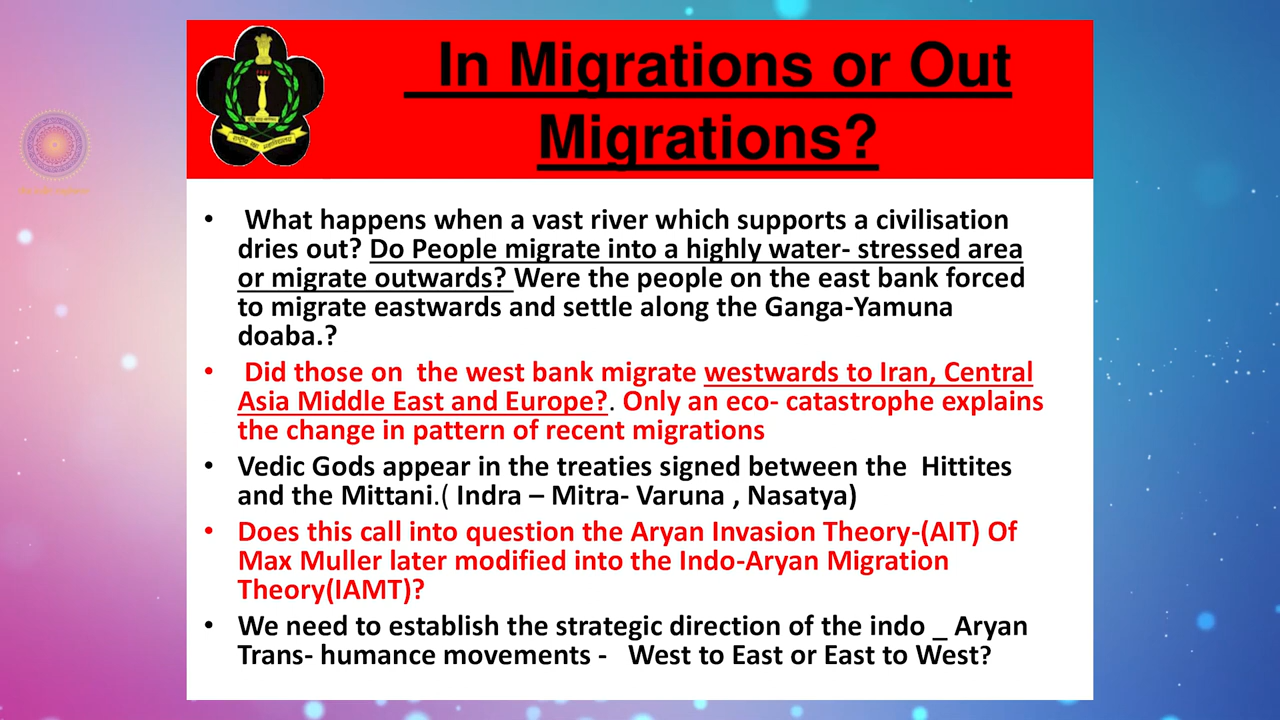 In Migrations or Out
Migrations?
• What happens when a vast river which supports a civilisation
dries out? Do People migrate into a highly water- stressed area
or migrate outwards? Were the people on the east bank forced
to migrate eastwards and settle along the Ganga-Yamuna
doaba.?
• Did those on the west bank migrate westwards to Iran, Central
Asia Middle East and Europe?. Only an eco- catastrophe explains
the change in pattern of recent migrations
• Vedic Gods appear in the treaties signed between the Hittites
and the Mittani.( Indra – Mitra- Varuna , Nasatya)
• Does this call into question the Aryan Invasion Theory-(AIT) Of
Max Muller later modified into the Indo-Aryan Migration
Theory(IAMT)?
• We need to establish the strategic direction of the indo _ Aryan
Trans- humance movements - West to East or East to West?